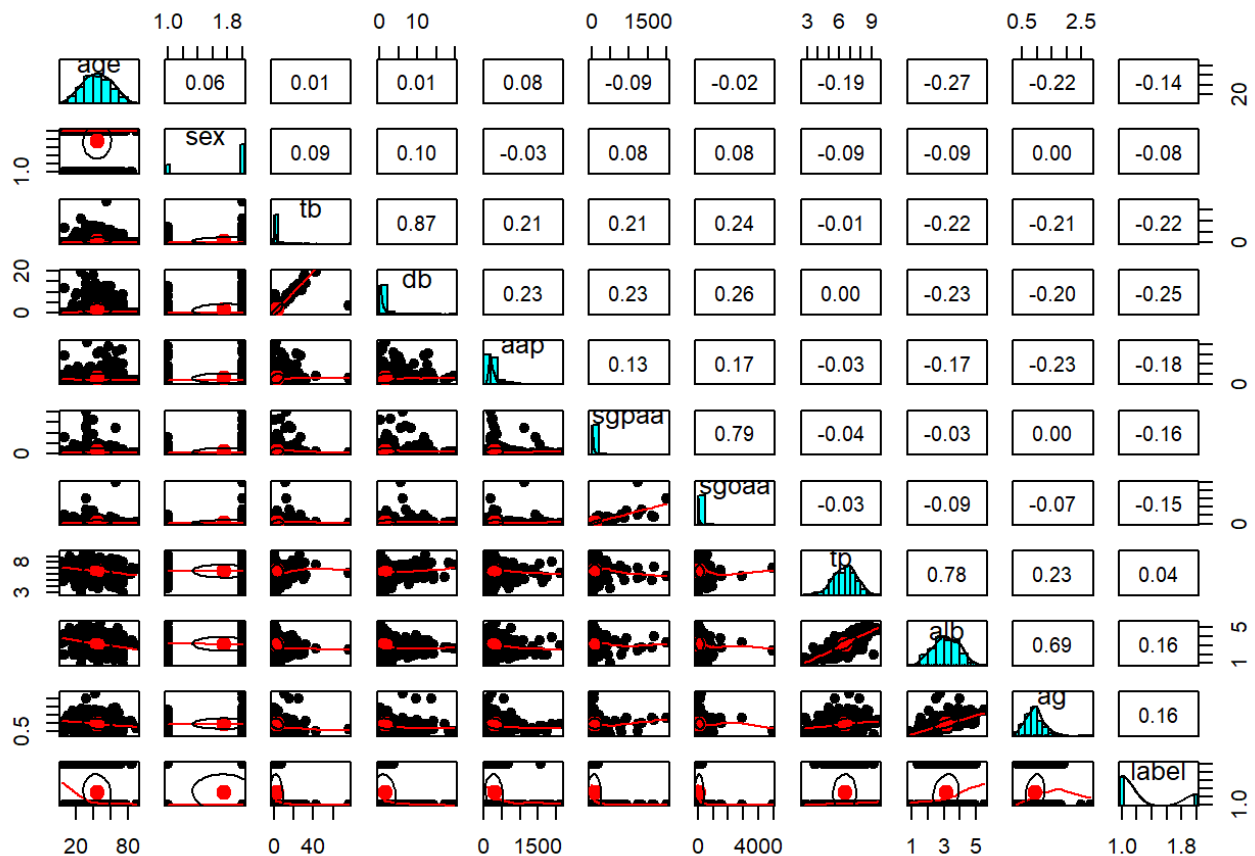 1.0 1.8 0 10 0 1500 3 5 7 9 0.5 2.5
age 0.06 0.01 0.01 0.08 -0.09 -0.02 -0.19 -0.27 -0.22 -0.14 20
1.0 sex 0.09 0.10 -0.03 0.08 0.08 -0.09 -0.09 0.00 -0.08
tb 0.87 0.21 0.21 0.24 -0.01 -0.22 -0.21 -0.22 0
0 20 db 0.23 0.23 0.26 0.00 -0.23 -0.20 -0.25
aap 0.13 0.17 -0.03 -0.17 -0.23 -0.18 0
0 sgpaa 0.79 -0.04 -0.03 0.00 -0.16
sgoaa -0.03 -0.09 -0.07 -0.15 0
3 8 tp 0.78 0.23 0.04
alb 0.69 0.16 1 5
0.5 ag 0.16
label 1.0
20 80 0 40 0 1500 0 4000 1 3 5 1.0 1.8